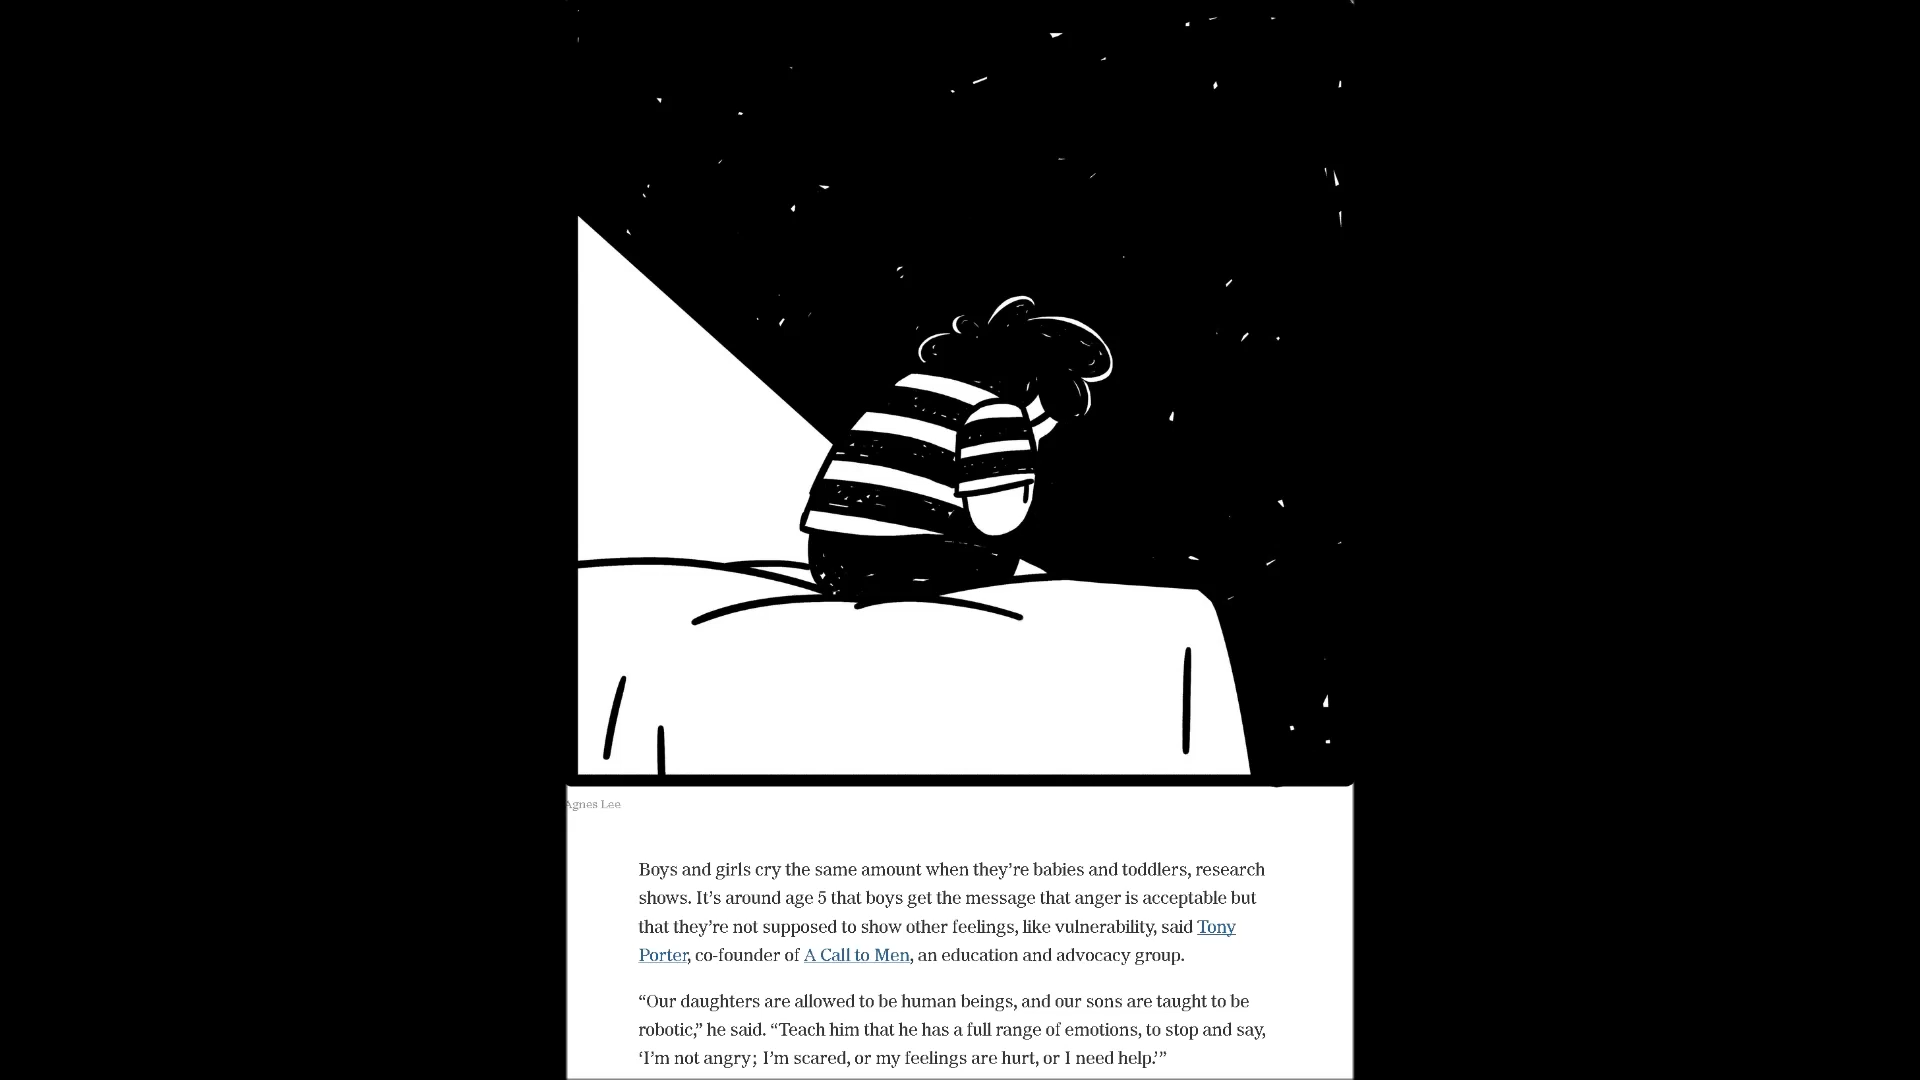 Agnes Lee
Boys and girls cry the same amount when they’re babies and toddlers, research
shows. It’s around age 5 that boys get the message that anger is acceptable but
that they’re not supposed to show other feelings, like vulnerability, said Tony
Porter, co-founder of A Call to Men, an education and advocacy group.
“Our daughters are allowed to be human beings, and our sons are taught to be
robotic,” he said. “Teach him that he has a full range of emotions, to stop and say,
‘I’m not angry; I’m scared, or my feelings are hurt, or I need help.’”